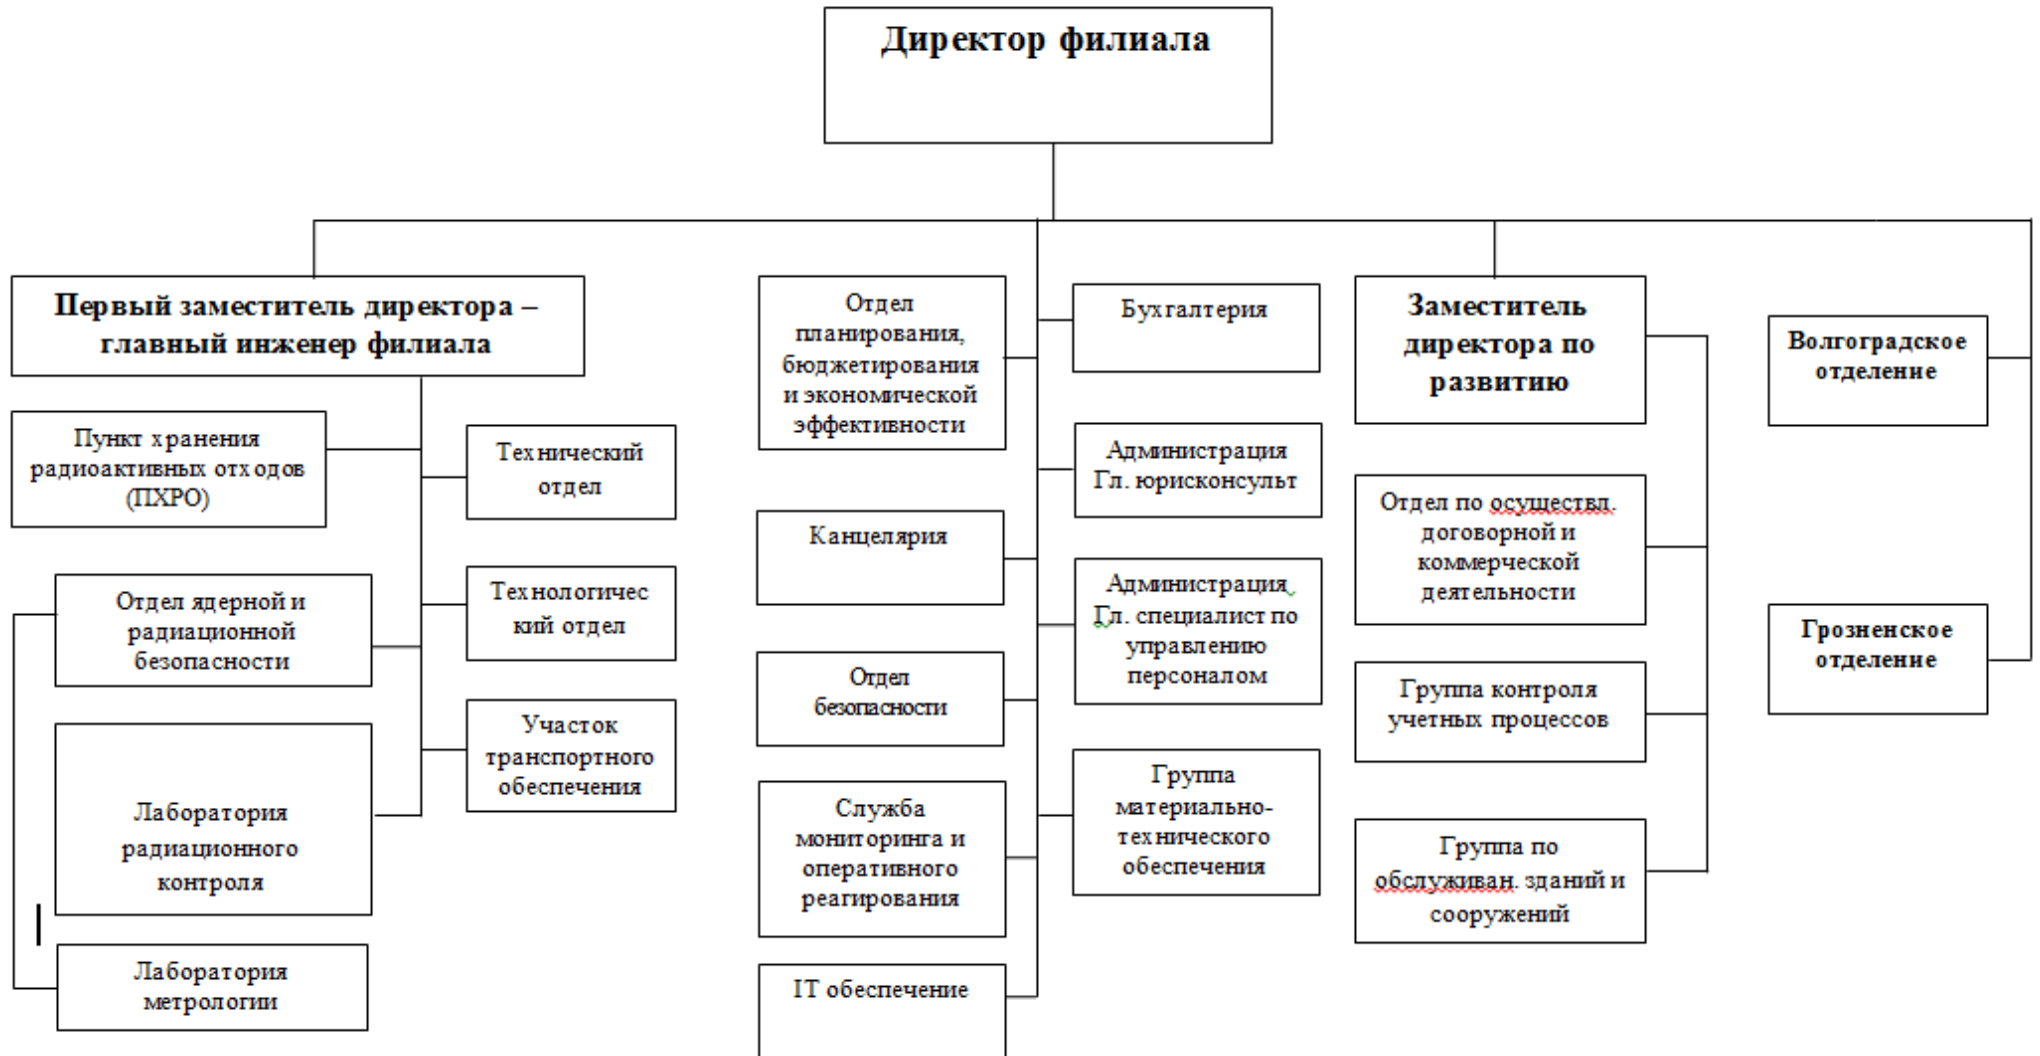 Директор филиала
Первый заместитель директора –
главный инженер филиала
Пункт хранения
радиоактивных отходов
(ПХРО)
Технический
отдел
Отдел ядерной и
радиационной
безопасности
Технологичес
кий отдел
Лаборатория
радиационного
контроля
Участок
транспортного
обеспечения
Лаборатория
метрологии
Отдел
планирования,
бюджетирования
и экономической
эффективности
Бухгалтерия
Администрация
Гл. юрисконсульт
Канцелярия
Администрация
Гл. специалист по
управлению
персоналом
Отдел
безопасности
Группа
материально-
технического
обеспечения
Служба
мониторинга и
оперативного
реагирования
IT обеспечение
Заместитель
директора по
развитию
Отдел по осуществл.
договорной и
коммерческой
деятельности
Группа контроля
учетных процессов
Группа по
обслуживан. зданий и
сооружений
Волгоградское
отделение
Грозненское
отделение